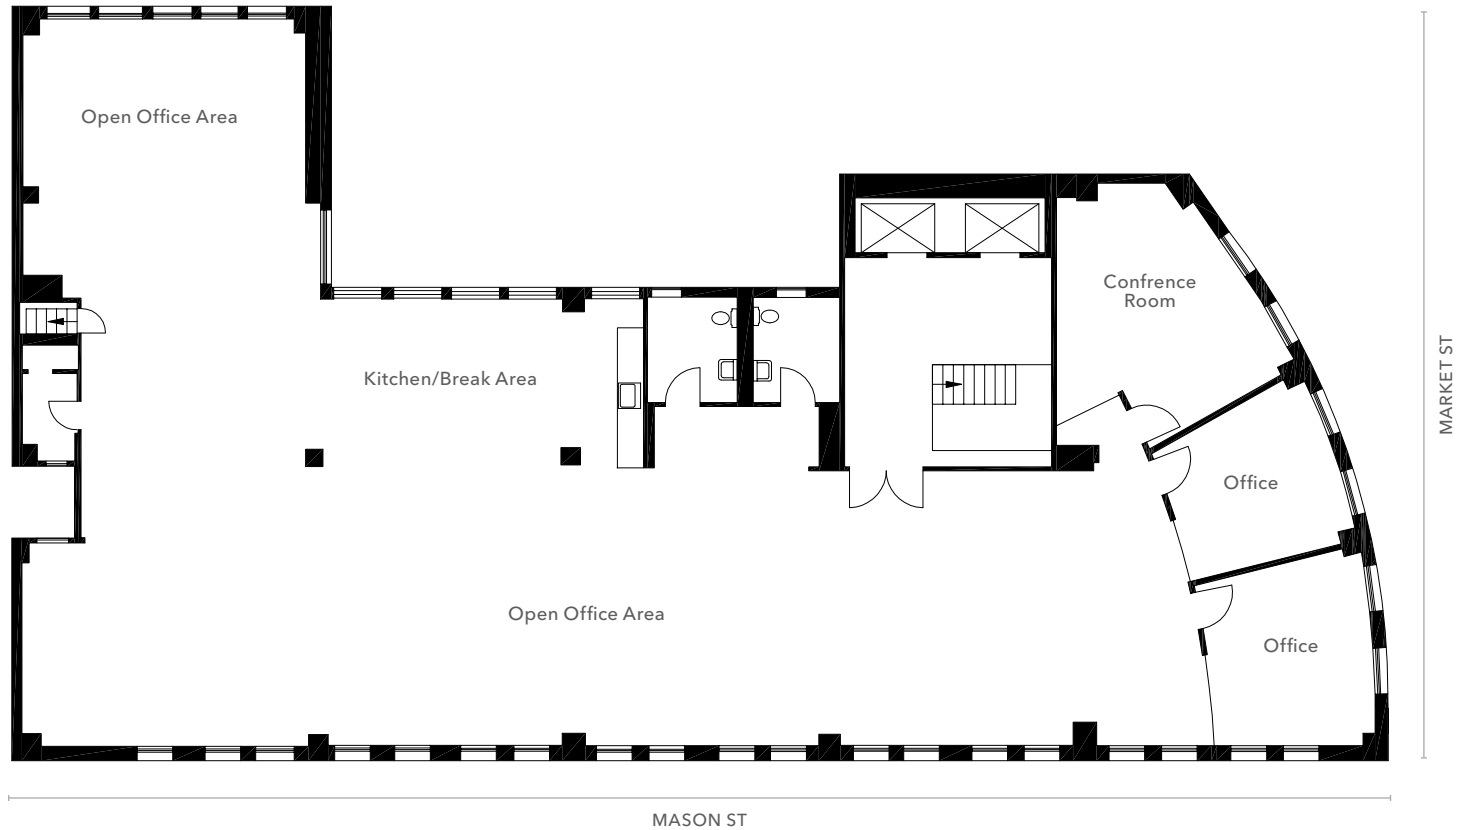 Open Office Area
Confrence
Room
Kitchen/Break Area
Office
Open Office Area
Office
MARKET ST
MASON ST